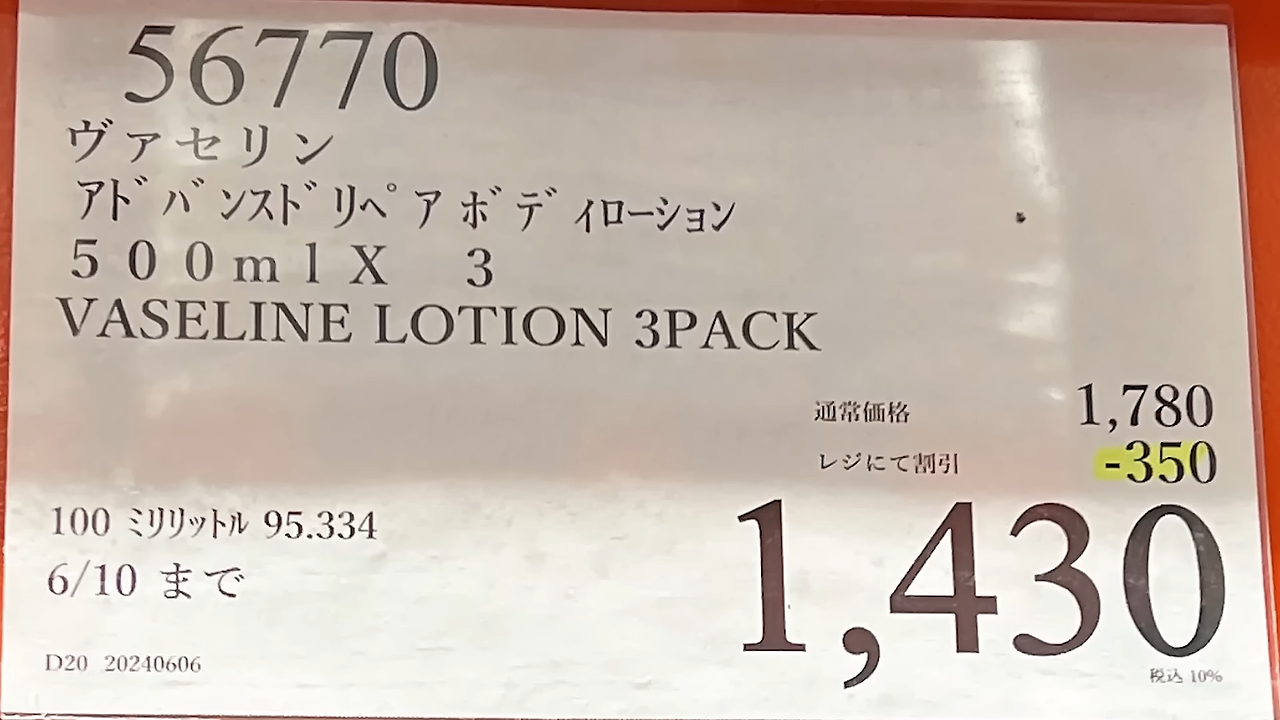 56770
ヴァセリン
ｱﾄﾞﾊﾞﾝｽﾄﾞﾘﾍﾟｱﾎﾞﾃﾞｨﾛｰｼｮﾝ
５００ｍｌＸ　３
VASELINE LOTION 3PACK
通常価格 1,780
レジにて割引 -350
1,430
100 ﾐﾘﾘｯﾄﾙ 95.334
6/10 まで
税込 10%
D20 20240606